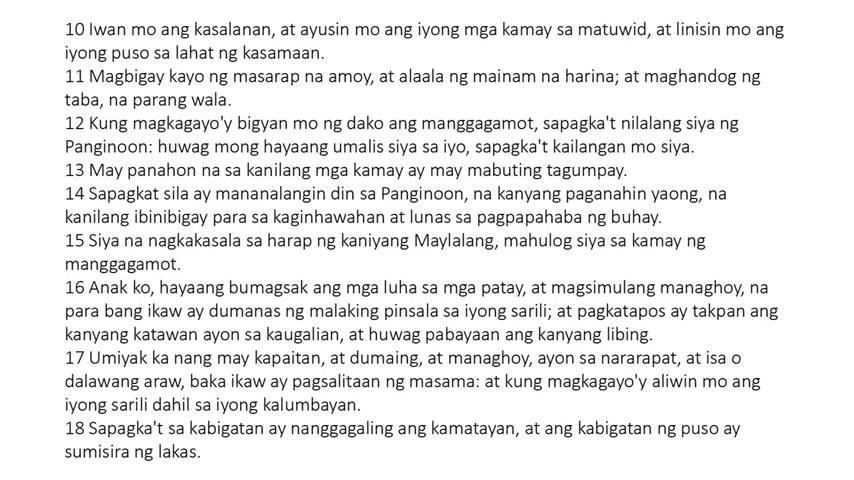 10 Iwan mo ang kasalanan, at ayusin mo ang iyong mga kamay sa matuwid, at linisin mo ang
iyong puso sa lahat ng kasamaan.
11 Magbigay kayo ng masarap na amoy, at alaala ng mainam na harina; at maghandog ng
taba, na parang wala.
12 Kung magkagayo'y bigyan mo ng dako ang manggagamot, sapagka't nilalang siya ng
Panginoon: huwag mong hayaang umalis siya sa iyo, sapagka't kailangan mo siya.
13 May panahon na sa kanilang mga kamay ay may mabuting tagumpay.
14 Sapagkat sila ay mananalangin din sa Panginoon, na kanyang paganahin yaong, na
kanilang ibinibigay para sa kaginhawahan at lunas sa pagpapahaba ng buhay.
15 Siya na nagkakasala sa harap ng kaniyang Maylalang, mahulog siya sa kamay ng
manggagamot.
16 Anak ko, hayaang bumagsak ang mga luha sa mga patay, at magsimulang managhoy, na
para bang ikaw ay dumanas ng malaking pinsala sa iyong sarili; at pagkatapos ay takpan ang
kanyang katawan ayon sa kaugalian, at huwag pabayaan ang kanyang libing.
17 Umiyak ka nang may kapaitan, at dumaing, at managhoy, ayon sa nararapat, at isa o
dalawang araw, baka ikaw ay pagsalitaan ng masama: at kung magkagayo'y aliwin mo ang
iyong sarili dahil sa iyong kalumbayan.
18 Sapagka't sa kabigatan ay nanggagaling ang kamatayan, at ang kabigatan ng puso ay
sumisira ng lakas.